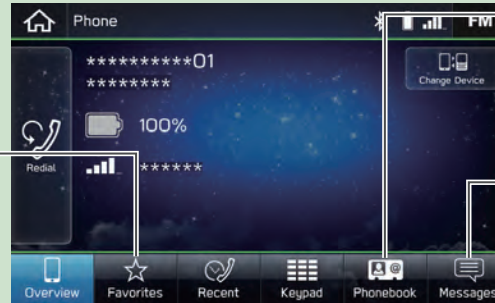 Phone
FM
**********01
********
Change Device
100%
Redial
******
Overview
Favorites
Recent
Keypad
Phonebook
Messages